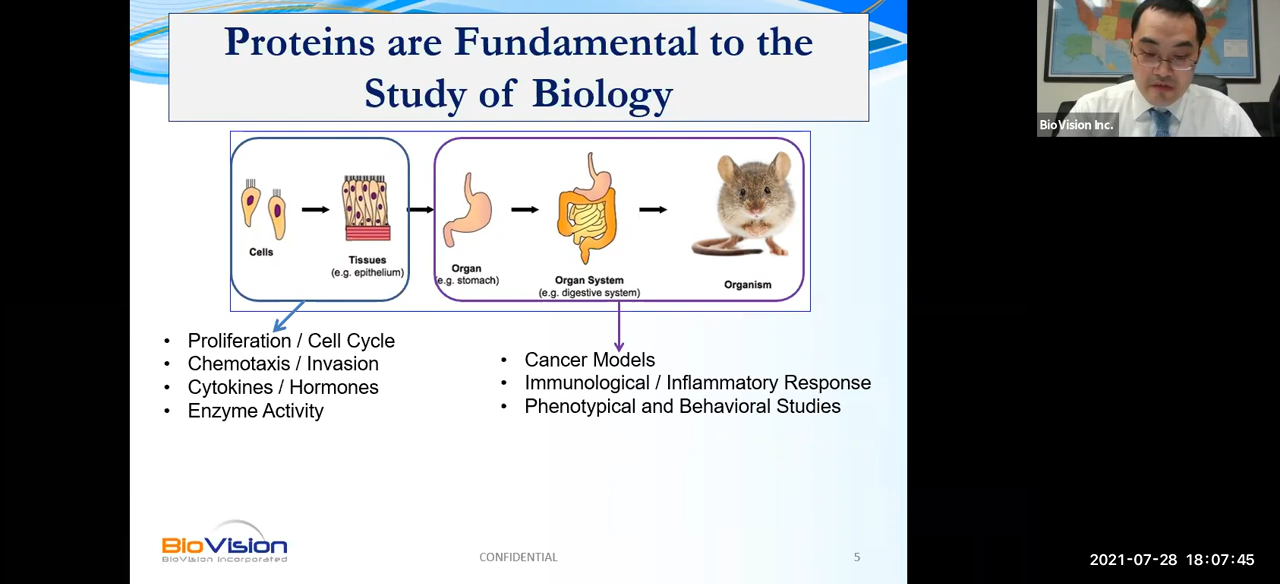 Proteins are Fundamental to the
Study of Biology
Cells
Tissues
(e.g. epithelium)
Organ
(e.g. stomach)
Organ System
(e.g. digestive system)
Organism
• Proliferation / Cell Cycle
• Chemotaxis / Invasion
• Cytokines / Hormones
• Enzyme Activity
• Cancer Models
• Immunological / Inflammatory Response
• Phenotypical and Behavioral Studies
BioVision
BioVision Incorporated
CONFIDENTIAL
5
BioVision Inc.
2021-07-28 18:07:45